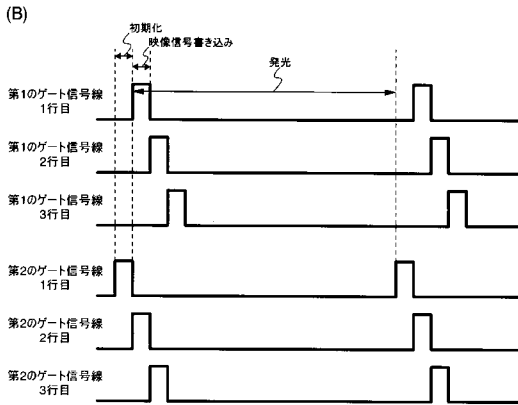 (B)
初期化
映像信号書き込み
発光
第1のゲート信号線
1行目
第1のゲート信号線
2行目
第1のゲート信号線
3行目
第2のゲート信号線
1行目
第2のゲート信号線
2行目
第2のゲート信号線
3行目